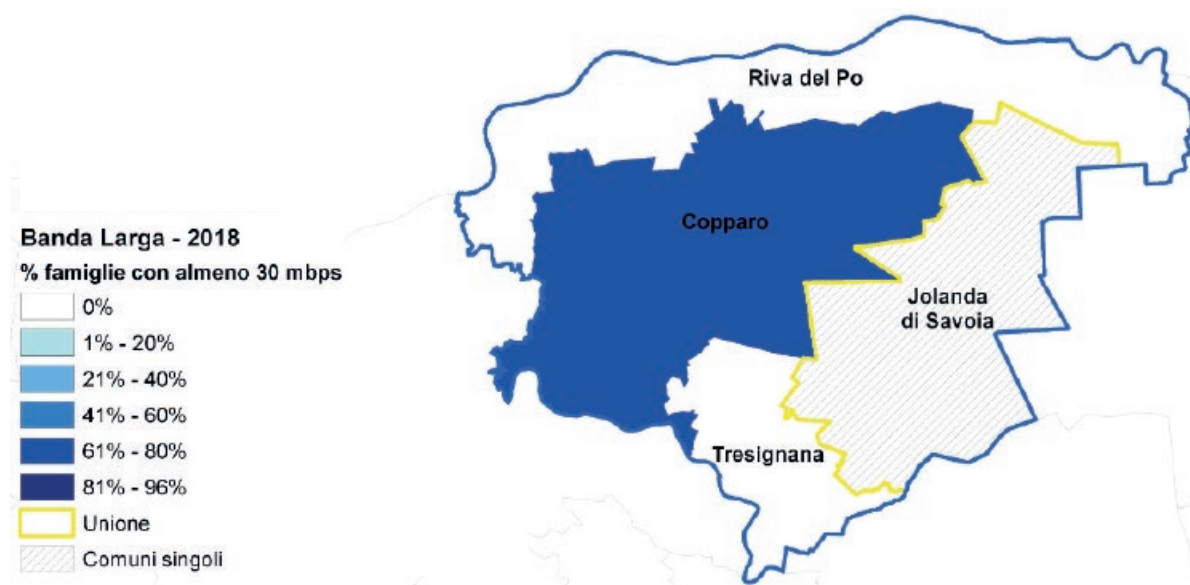 Riva del Po
Copparo
Jolanda
di Savoia
Tresignana
Banda Larga - 2018
% famiglie con almeno 30 mbps
0%
1% - 20%
21% - 40%
41% - 60%
61% - 80%
81% - 96%
Unione
Comuni singoli